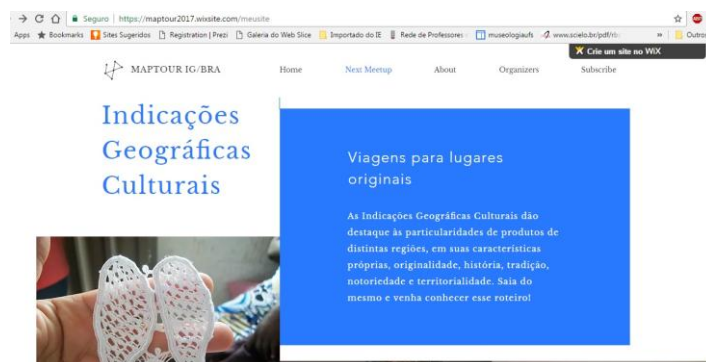 Seguro | https://maptour2017.wixsite.com/meusite
Apps Bookmarks Sites Sugeridos Registration | Prezi Galeria do Web Slice Importado do IE Rede de Professores museologiaufs www.scielo.br/pdf/rbc » Outros
Crie um site no WiX
MAPTOUR IG/BRA Home Next Meetup About Organizers Subscribe
Indicações
Geográficas
Culturais
Viagens para lugares
originais
As Indicações Geográficas Culturais dão
destaque às particularidades de produtos de
distintas regiões, em suas características
próprias, originalidade, história, tradição,
notoriedade e territorialidade. Saia do
mesmo e venha conhecer esse roteiro!